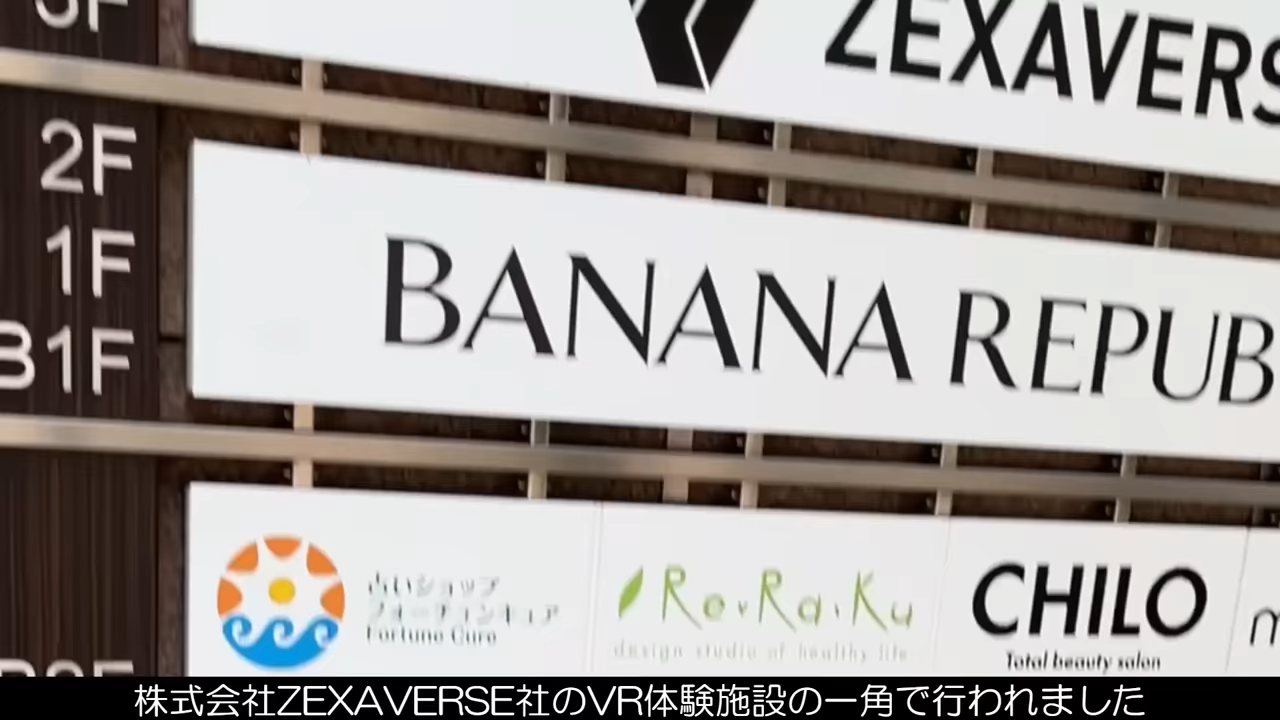 ZEXAVERS
2F
1F
B1F
BANANA REPUB
占いショップ
フォーチュンキュア
Fortune Cure
Re・Ra・Ku
design studio of healthy life
CHILO
Total beauty salon
株式会社ZEXAVERSE社のVR体験施設の一角で行われました